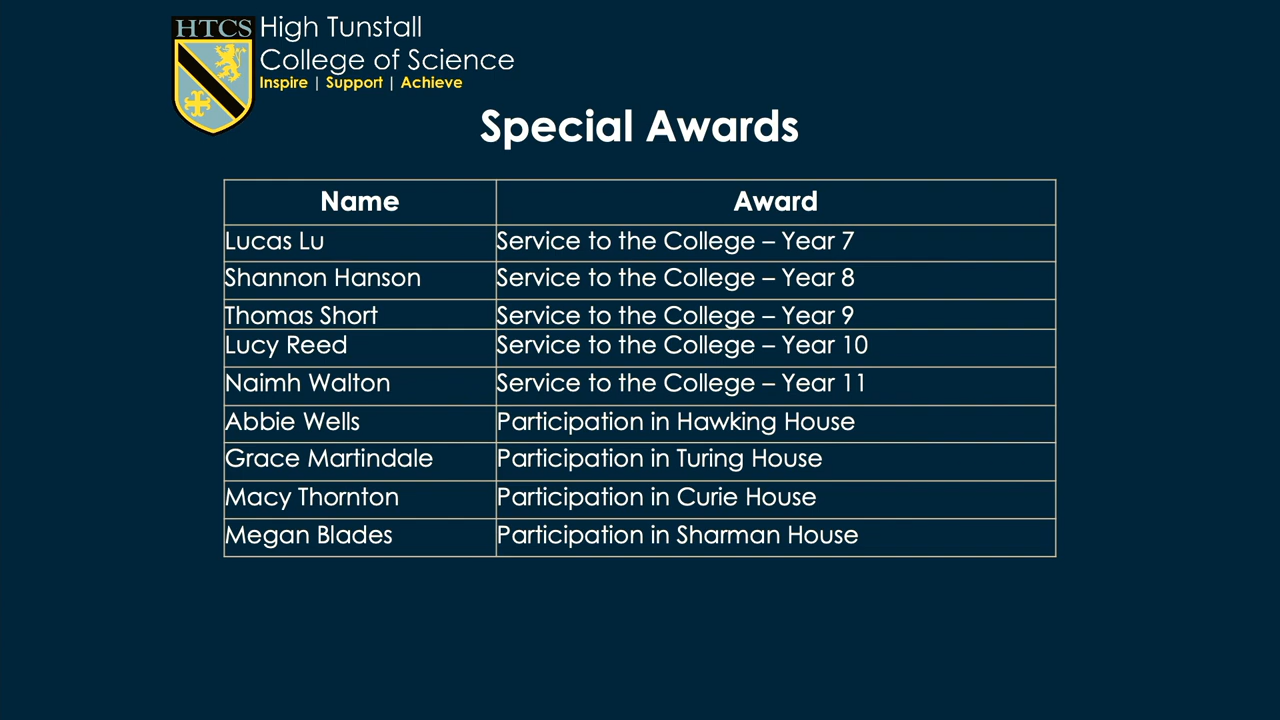 HTCS
High Tunstall
College of Science
Inspire | Support | Achieve
Special Awards
Name Award
Lucas Lu Service to the College – Year 7
Shannon Hanson Service to the College – Year 8
Thomas Short Service to the College – Year 9
Lucy Reed Service to the College – Year 10
Naimh Walton Service to the College – Year 11
Abbie Wells Participation in Hawking House
Grace Martindale Participation in Turing House
Macy Thornton Participation in Curie House
Megan Blades Participation in Sharman House